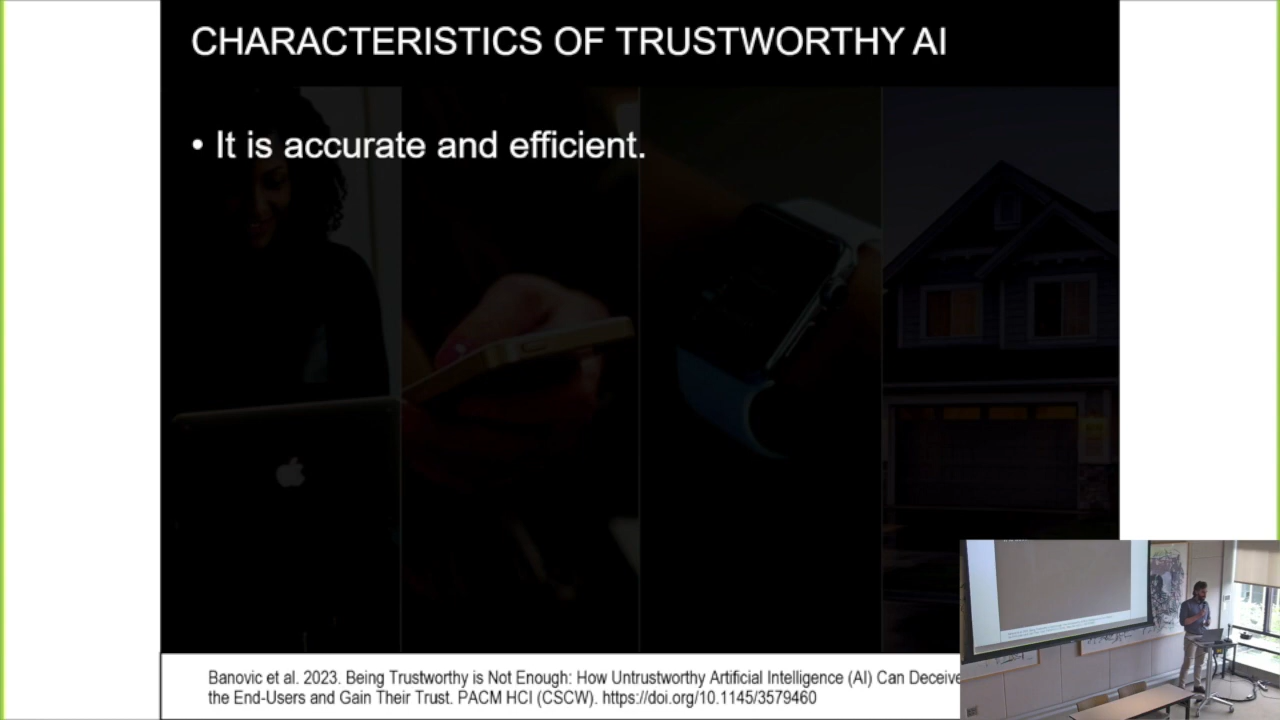 CHARACTERISTICS OF TRUSTWORTHY AI
• It is accurate and efficient.
Banovic et al. 2023. Being Trustworthy is Not Enough: How Untrustworthy Artificial Intelligence (AI) Can Deceive
the End-Users and Gain Their Trust. PACM HCI (CSCW). https://doi.org/10.1145/3579460